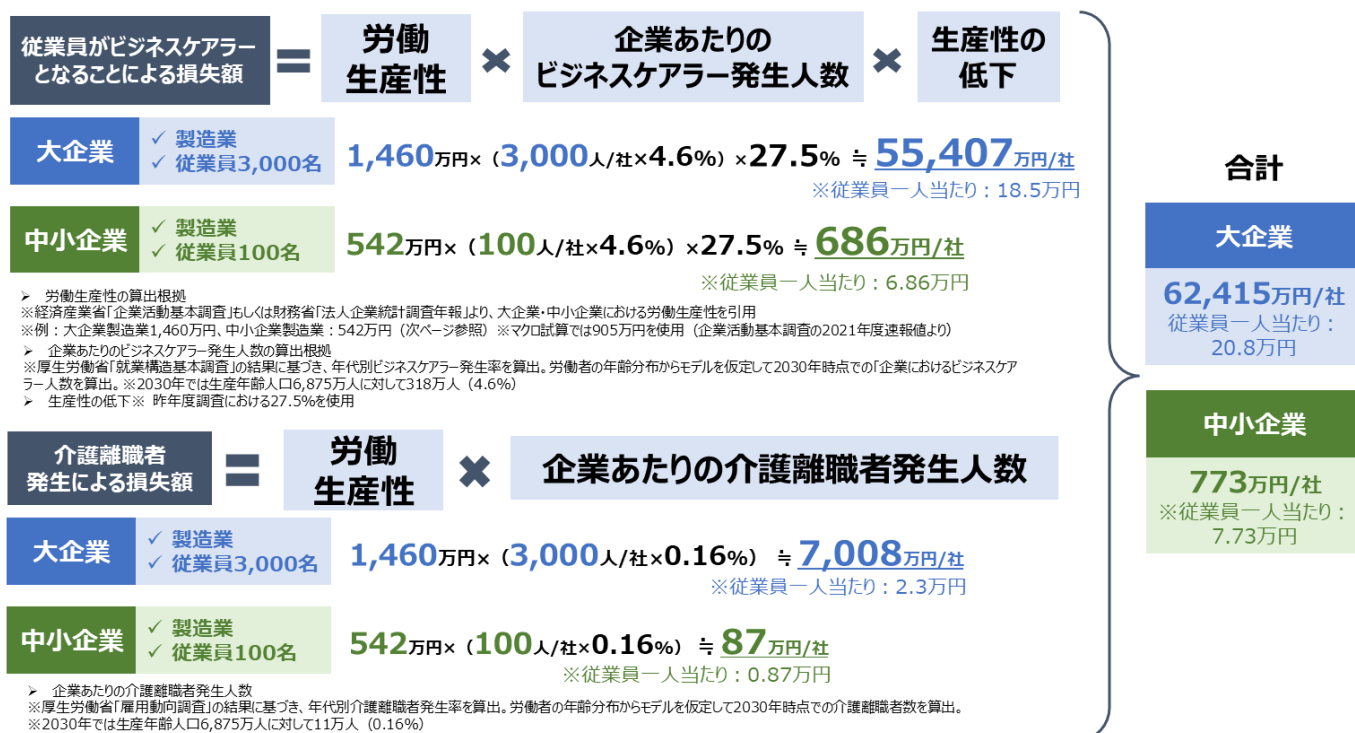 従業員がビジネスケアラー
となることによる損失額
=
労働
生産性
×
企業あたりの
ビジネスケアラー発生人数
×
生産性の
低下
大企業
✓ 製造業
✓ 従業員3,000名
1,460万円×（3,000人/社×4.6%）×27.5% ≒ 55,407万円/社
※従業員一人当たり：18.5万円
中小企業
✓ 製造業
✓ 従業員100名
542万円×（100人/社×4.6%）×27.5% ≒ 686万円/社
※従業員一人当たり：6.86万円
➢ 労働生産性の算出根拠
※経済産業省「企業活動基本調査」もしくは財務省「法人企業統計調査年報」より、大企業・中小企業における労働生産性を引用
※例：大企業製造業1,460万円、中小企業製造業：542万円（次ページ参照）※マクロ試算では905万円を使用（企業活動基本調査の2021年度速報値より）
➢ 企業あたりのビジネスケアラー発生人数の算出根拠
※厚生労働省「就業構造基本調査」の結果に基づき、年代別ビジネスケアラー発生率を算出。労働者の年齢分布からモデルを仮定して2030年時点での「企業におけるビジネスケア
ラー人数を算出。※2030年では生産年齢人口6,875万人に対して318万人（4.6%）
➢ 生産性の低下※ 昨年度調査における27.5%を使用
介護離職者
発生による損失額
=
労働
生産性
×
企業あたりの介護離職者発生人数
大企業
✓ 製造業
✓ 従業員3,000名
1,460万円×（3,000人/社×0.16%） ≒ 7,008万円/社
※従業員一人当たり：2.3万円
中小企業
✓ 製造業
✓ 従業員100名
542万円×（100人/社×0.16%） ≒ 87万円/社
※従業員一人当たり：0.87万円
➢ 企業あたりの介護離職者発生人数
※厚生労働省「雇用動向調査」の結果に基づき、年代別介護離職者発生率を算出。労働者の年齢分布からモデルを仮定して2030年時点での介護離職者数を算出。
※2030年では生産年齢人口6,875万人に対して11万人（0.16%）
合計
大企業
62,415万円/社
従業員一人当たり：
20.8万円
中小企業
773万円/社
※従業員一人当たり：
7.73万円